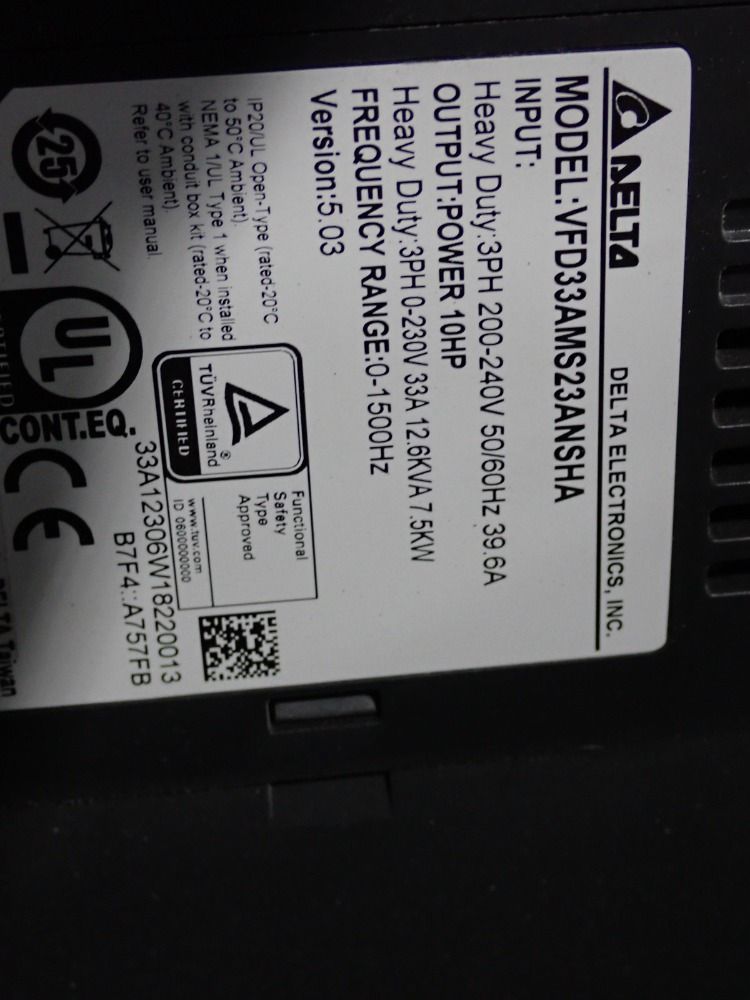 DELTA
DELTA ELECTRONICS, INC.
MODEL:VFD33AMS23ANSHA
INPUT:
Heavy Duty:3PH 200-240V 50/60Hz 39.6A
OUTPUT:POWER 10HP
Heavy Duty:3PH 0-230V 33A 12.6KVA 7.5KW
FREQUENCY RANGE:0-1500Hz
Version:5.03
IP20/UL Open-Type (rated-20°C
to 50°C Ambient).
NEMA 1/UL Type 1 when installed
with conduit box kit (rated-20°C to
40°C Ambient).
Refer to user manual.
TÜVRheinland ®
CERTIFIED
Functional
Safety
Type
Approved
www.tuv.com
ID 0600000000
25
UL
CONT.EQ.
CE
33A12306W18220013
B7F4::A757FB
DELTA Taiwan